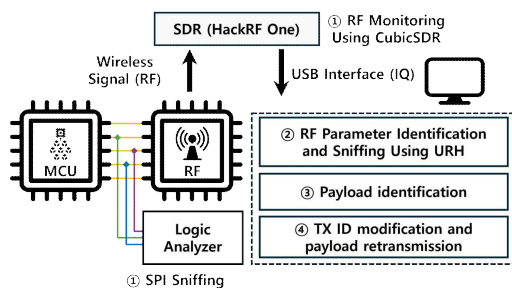 SDR (HackRF One)
① RF Monitoring
Using CubicSDR
Wireless
Signal (RF)
USB Interface (IQ)
MCU
RF
② RF Parameter Identification
and Sniffing Using URH
③ Payload identification
④ TX ID modification and
payload retransmission
Logic
Analyzer
① SPI Sniffing